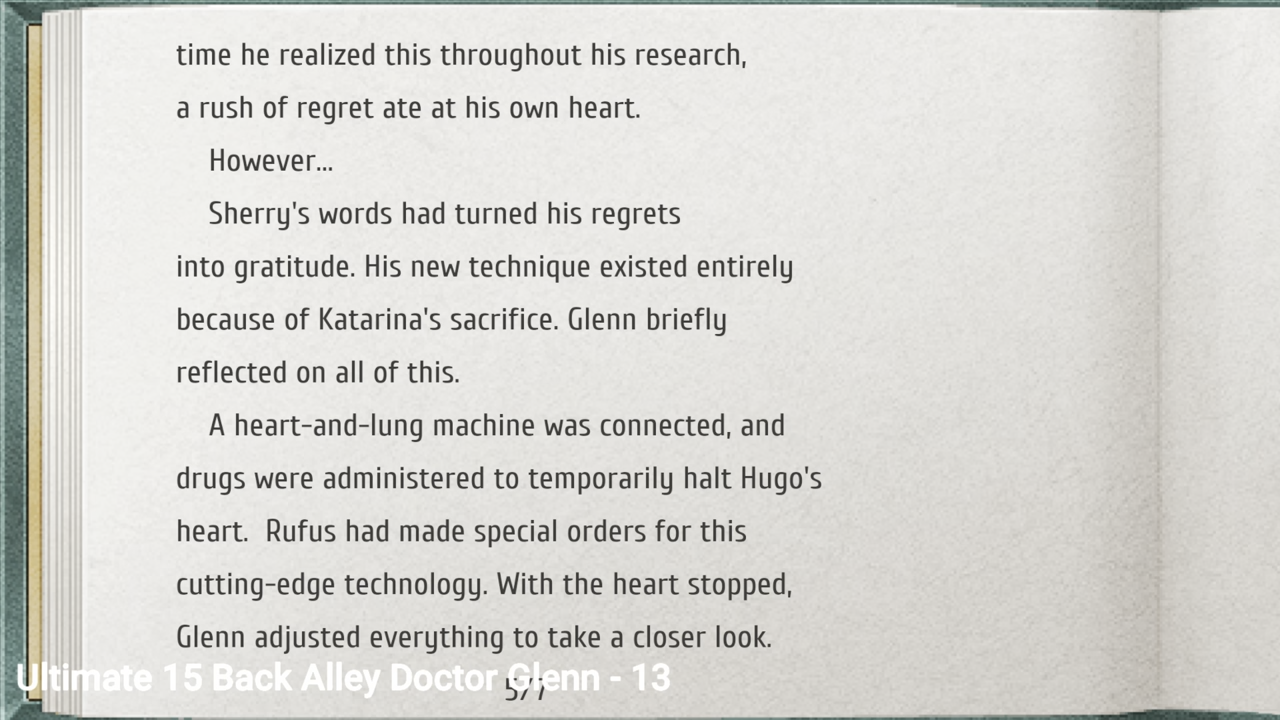 time he realized this throughout his research,
a rush of regret ate at his own heart.
However...
Sherry's words had turned his regrets
into gratitude. His new technique existed entirely
because of Katarina's sacrifice. Glenn briefly
reflected on all of this.
A heart-and-lung machine was connected, and
drugs were administered to temporarily halt Hugo's
heart.  Rufus had made special orders for this
cutting-edge technology. With the heart stopped,
Glenn adjusted everything to take a closer look.
Ultimate 15 Back Alley Doctor Glenn - 13
5/7